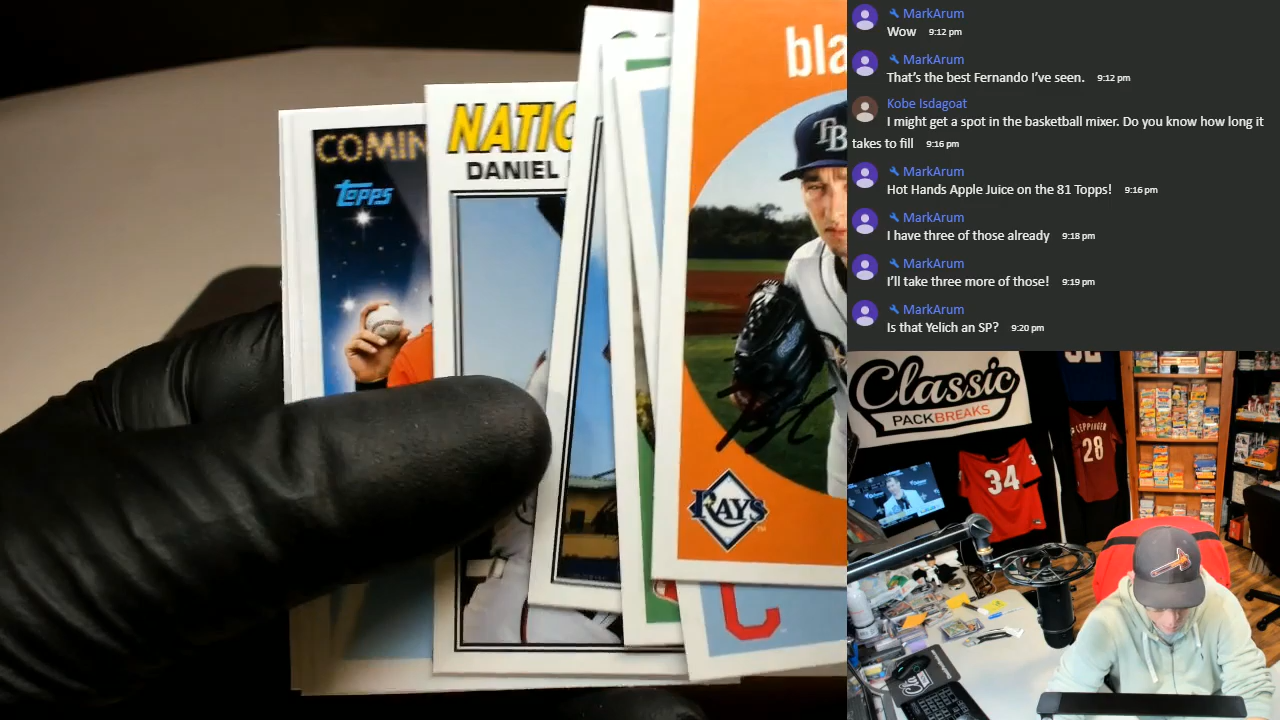 COMIN
Topps
NATIO
DANIEL
bla
TB
RAYS
C
MarkArum
Wow 9:12 pm
MarkArum
That's the best Fernando I've seen. 9:12 pm
Kobe Isdagoat
I might get a spot in the basketball mixer. Do you know how long it
takes to fill 9:16 pm
MarkArum
Hot Hands Apple Juice on the 81 Topps! 9:16 pm
MarkArum
I have three of those already 9:18 pm
MarkArum
I'll take three more of those! 9:19 pm
MarkArum
Is that Yelich an SP? 9:20 pm
Classic
PACKBREAKS
34
LEPPINGER
28